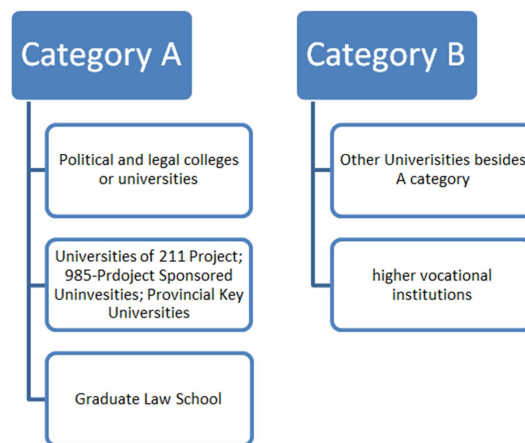 Category A
Political and legal colleges
or universities
Universities of 211 Project;
985-Prdoject Sponsored
Uninvesities; Provincial Key
Universities
Graduate Law School
Category B
Other Univerisities besides
A category
higher vocational
institutions